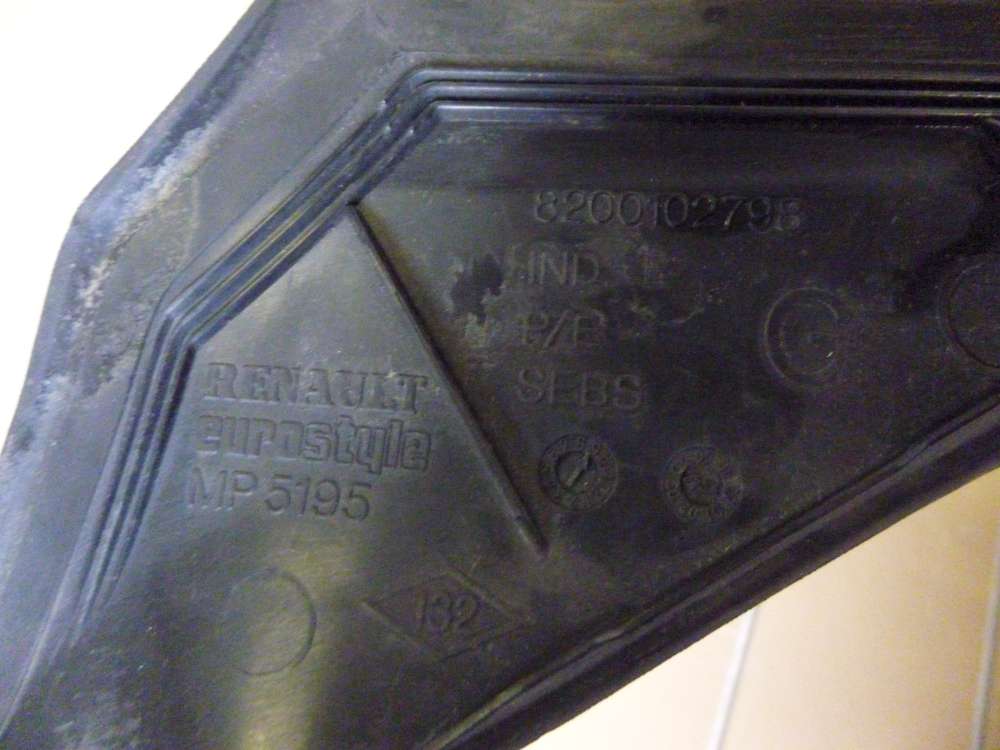 8200102798
IND
P/E
SEBS
RENAULT
eurostyle
MP 5195
132